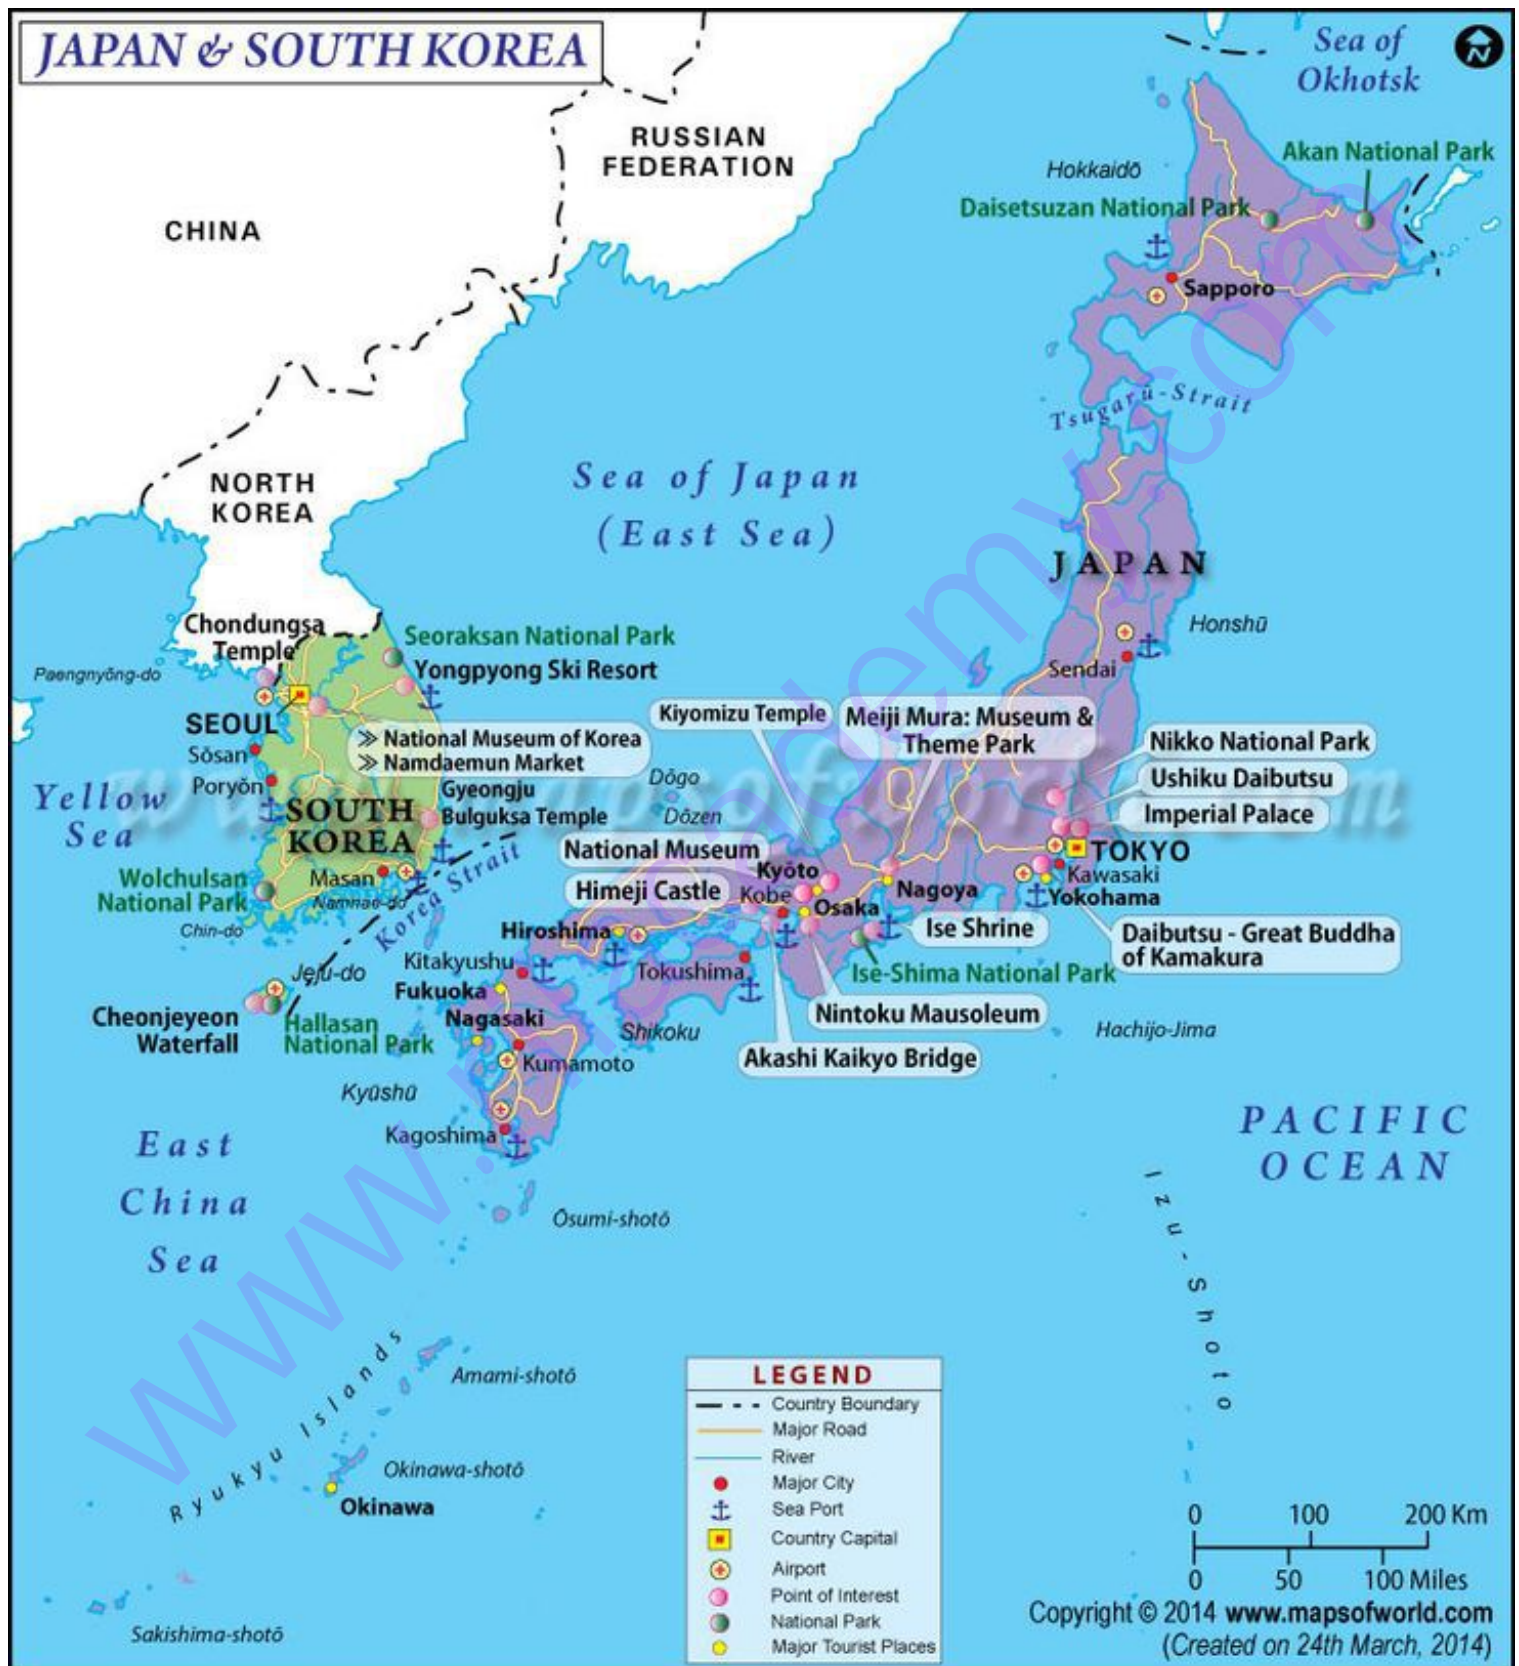 JAPAN & SOUTH KOREA
Sea of
Okhotsk
N
RUSSIAN
FEDERATION
CHINA
Hokkaidō
Akan National Park
Daisetsuzan National Park
Sapporo
Tsugarū-Strait
NORTH
KOREA
Sea of Japan
(East Sea)
JAPAN
Honshū
Sendai
Chondungsa
Temple
Seoraksan National Park
Yongpyong Ski Resort
Paengnyŏng-do
SEOUL
Sŏsan
Poryŏn
≫ National Museum of Korea
≫ Namdaemun Market
Gyeongju
Bulguksa Temple
SOUTH
KOREA
Yellow
Sea
Wolchulsan
National Park
Masan
Namhae-do
Chin-do
Korea Strait
Jeju-do
Cheonjeyeon
Waterfall
Hallasan
National Park
Kiyomizu Temple
Meiji Mura: Museum &
Theme Park
Nikko National Park
Ushiku Daibutsu
Imperial Palace
Dōgo
Dōzen
National Museum
Himeji Castle
Kyōto
Kobe
Osaka
Nagoya
TOKYO
Kawasaki
Yokohama
Ise Shrine
Daibutsu - Great Buddha
of Kamakura
Ise-Shima National Park
Nintoku Mausoleum
Akashi Kaikyo Bridge
Hiroshima
Kitakyushu
Tokushima
Fukuoka
Nagasaki
Shikoku
Kumamoto
Kyūshū
Kagoshima
Hachijo-Jima
East
China
Sea
PACIFIC
OCEAN
Ōsumi-shotō
Izu-Shoto
Ryukyu Islands
Amami-shotō
Okinawa-shotō
Okinawa
Sakishima-shotō
LEGEND
Country Boundary
Major Road
River
Major City
Sea Port
Country Capital
Airport
Point of Interest
National Park
Major Tourist Places
0 100 200 Km
0 50 100 Miles
Copyright © 2014 www.mapsofworld.com
(Created on 24th March, 2014)
www.mapsofworld.com